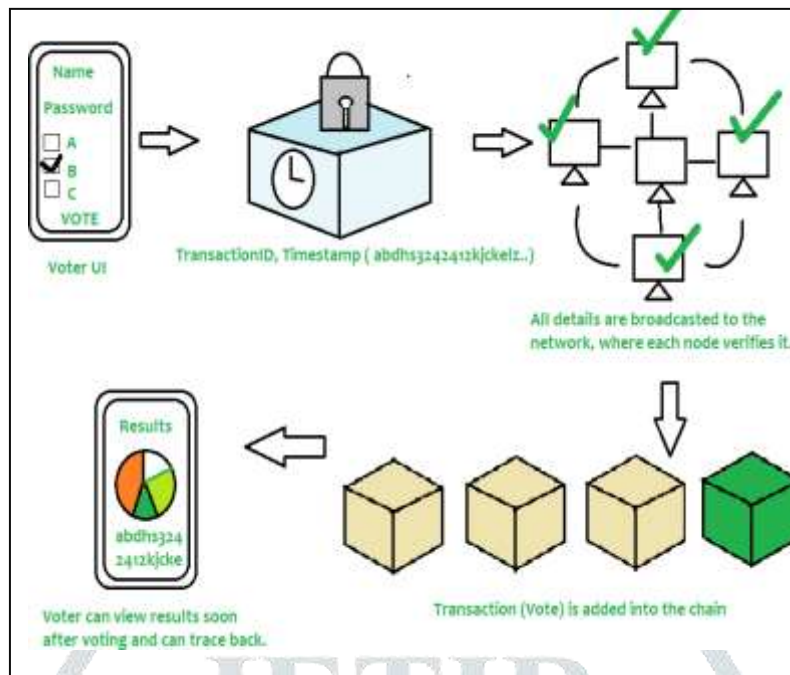 Name
Password
A
B
C
VOTE
Voter UI
TransactionID, Timestamp ( abdhs3242412kjckelz..)
All details are broadcasted to the
network, where each node verifies it.
Results
abdhs324
2412kjcke
Voter can view results soon
after voting and can trace back.
Transaction (Vote) is added into the chain
JETIR